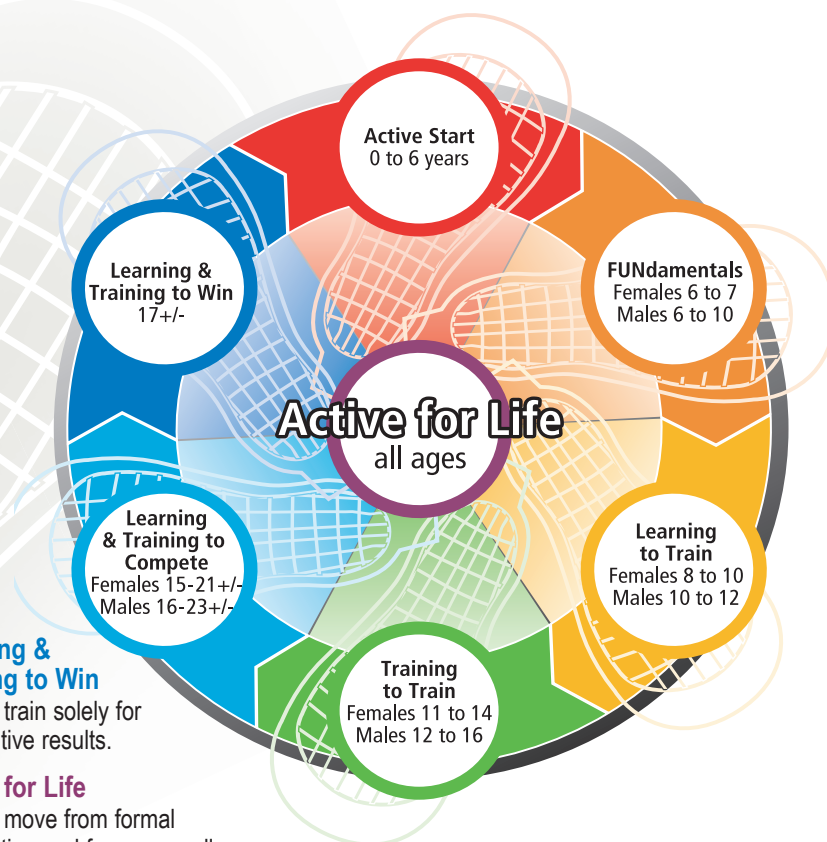 Active Start
0 to 6 years
FUNdamentals
Females 6 to 7
Males 6 to 10
Learning
to Train
Females 8 to 10
Males 10 to 12
Training
to Train
Females 11 to 14
Males 12 to 16
Learning
& Training to
Compete
Females 15-21+/-
Males 16-23+/-
Learning &
Training to Win
17+/-
Active for Life
all ages
&
to Win
train solely for
results.
for Life
move from formal